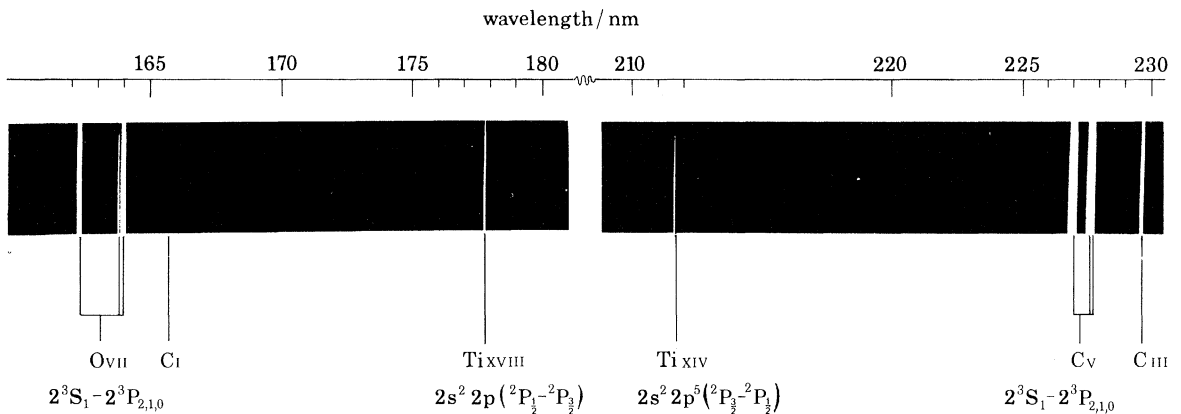 wavelength/nm
165 170 175 180 210 220 225 230
O VII C I Ti XVIII Ti XIV C V C III
2³S₁-2³P₂,₁,₀ 2s² 2p (²P½-²P3/2) 2s² 2p⁵(²P3/2-²P½) 2³S₁-2³P₂,₁,₀